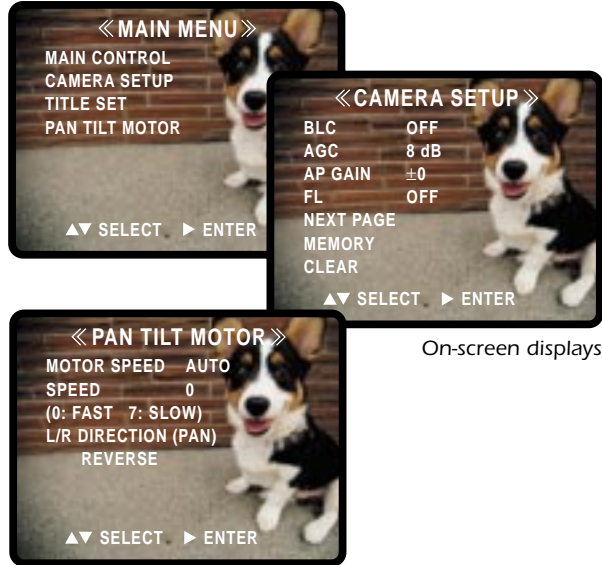 ≪MAIN MENU≫
MAIN CONTROL
CAMERA SETUP
TITLE SET
PAN TILT MOTOR
▲▼ SELECT ▶ ENTER
≪CAMERA SETUP≫
BLC OFF
AGC 8 dB
AP GAIN ±0
FL OFF
NEXT PAGE
MEMORY
CLEAR
▲▼ SELECT ▶ ENTER
On-screen displays
≪PAN TILT MOTOR≫
MOTOR SPEED AUTO
SPEED 0
(0: FAST 7: SLOW)
L/R DIRECTION (PAN)
REVERSE
▲▼ SELECT ▶ ENTER